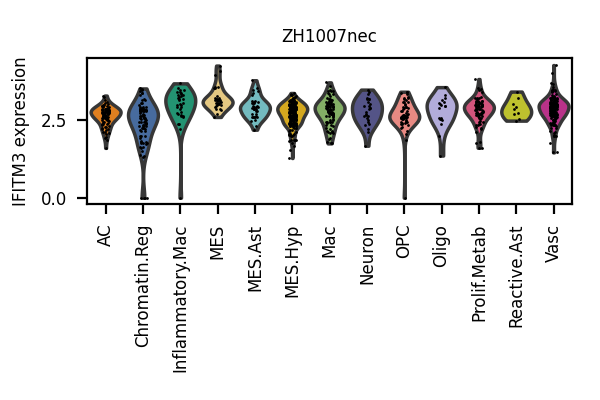 ZH1007nec
IFITM3 expression
2.5
0.0
AC
Chromatin.Reg
Inflammatory.Mac
MES
MES.Ast
MES.Hyp
Mac
Neuron
OPC
Oligo
Prolif.Metab
Reactive.Ast
Vasc